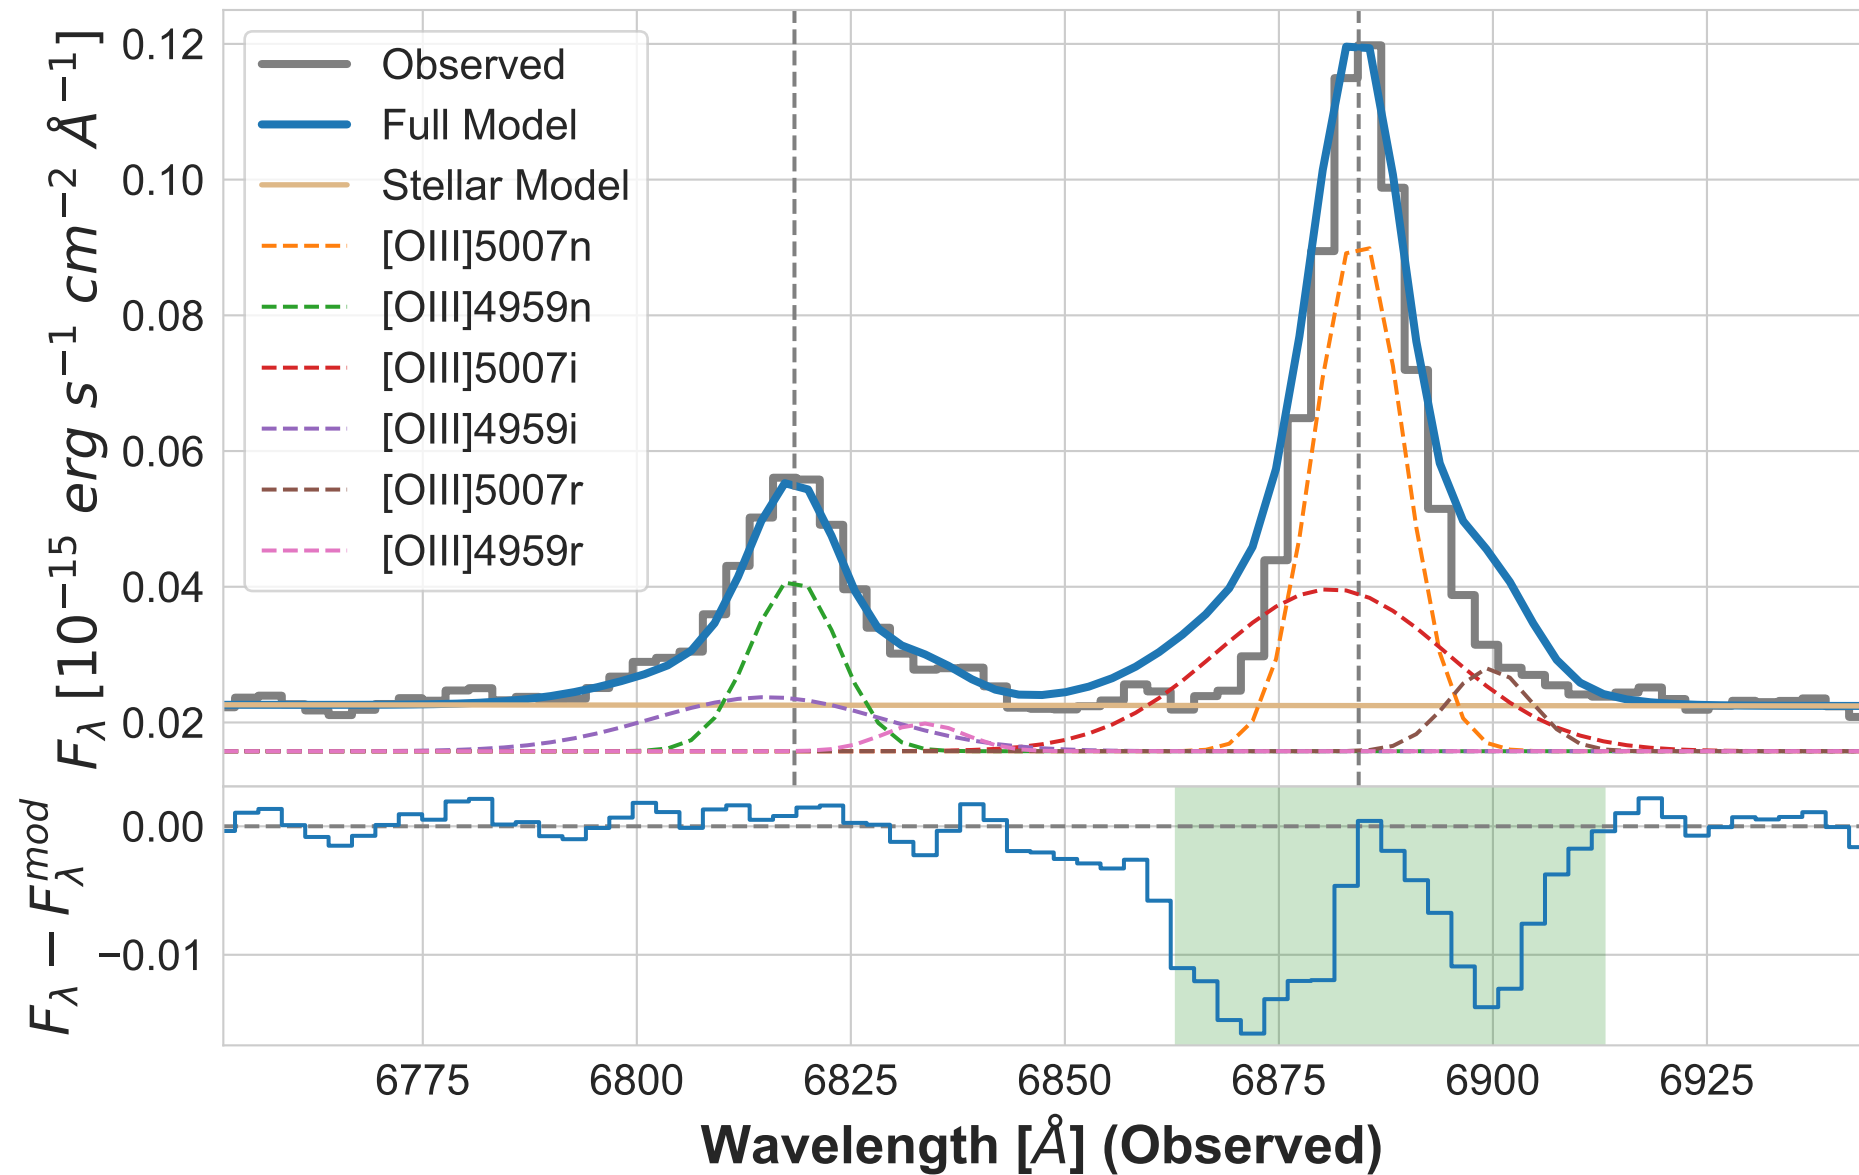 F_λ [10⁻¹⁵ erg s⁻¹ cm⁻² Å⁻¹]
0.12
0.10
0.08
0.06
0.04
0.02
Observed
Full Model
Stellar Model
[OIII]5007n
[OIII]4959n
[OIII]5007i
[OIII]4959i
[OIII]5007r
[OIII]4959r
F_λ − F_λ^mod
0.00
−0.01
6775 6800 6825 6850 6875 6900 6925
Wavelength [Å] (Observed)